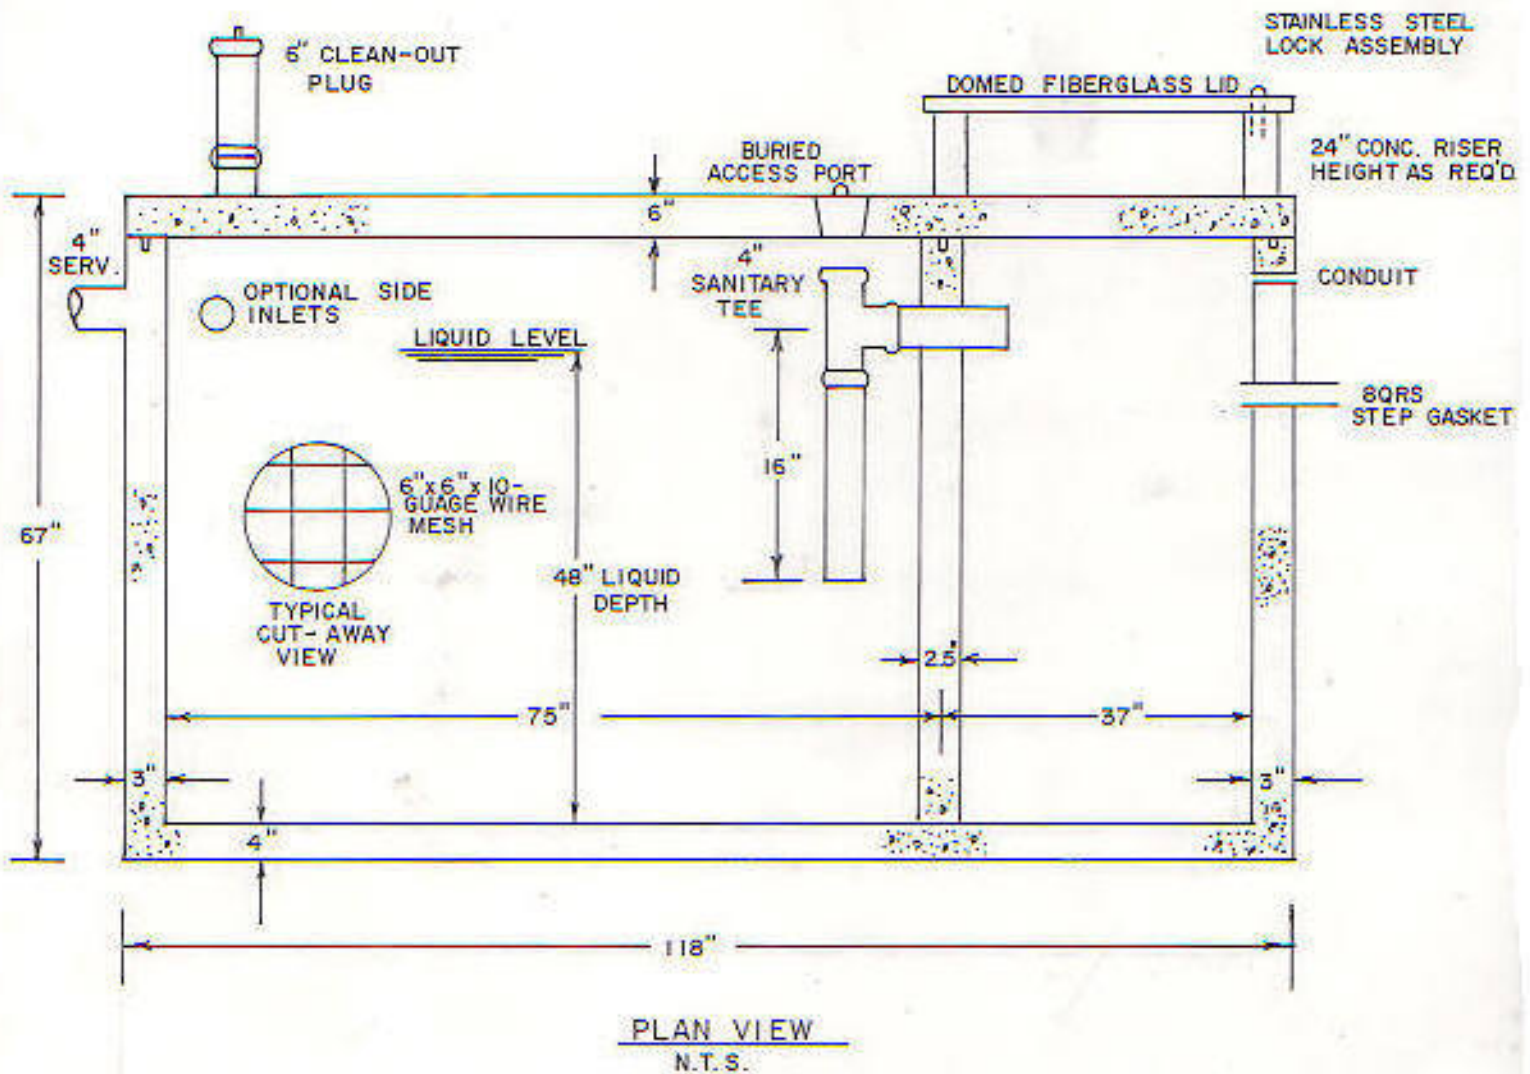 STAINLESS STEEL
LOCK ASSEMBLY
6" CLEAN-OUT
PLUG
DOMED FIBERGLASS LID
24" CONC. RISER
HEIGHT AS REQ'D.
BURIED
ACCESS PORT
6"
4"
SERV.
4"
SANITARY
TEE
CONDUIT
OPTIONAL SIDE
INLETS
LIQUID LEVEL
8QRS
STEP GASKET
16"
6"x6"x10-
GUAGE WIRE
MESH
67"
48" LIQUID
DEPTH
TYPICAL
CUT-AWAY
VIEW
2.5"
75"
37"
3"
3"
4"
118"
PLAN VIEW
N.T.S.